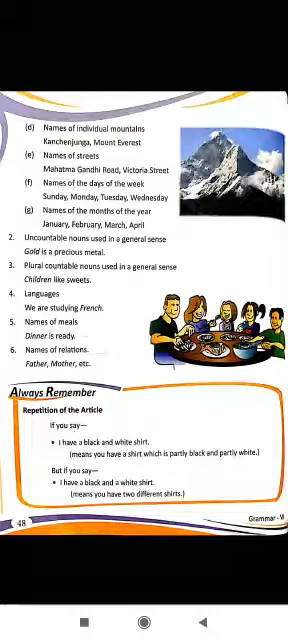 (d) Names of individual mountains
Kanchenjunga, Mount Everest
(e) Names of streets
Mahatma Gandhi Road, Victoria Street
(f) Names of the days of the week
Sunday, Monday, Tuesday, Wednesday
(g) Names of the months of the year
January, February, March, April
2. Uncountable nouns used in a general sense
Gold is a precious metal.
3. Plural countable nouns used in a general sense
Children like sweets.
4. Languages
We are studying French.
5. Names of meals
Dinner is ready.
6. Names of relations.
Father, Mother, etc.
Always Remember
Repetition of the Article
If you say—
• I have a black and white shirt.
(means you have a shirt which is partly black and partly white.)
But if you say—
• I have a black and a white shirt.
(means you have two different shirts.)
48
Grammar - VI